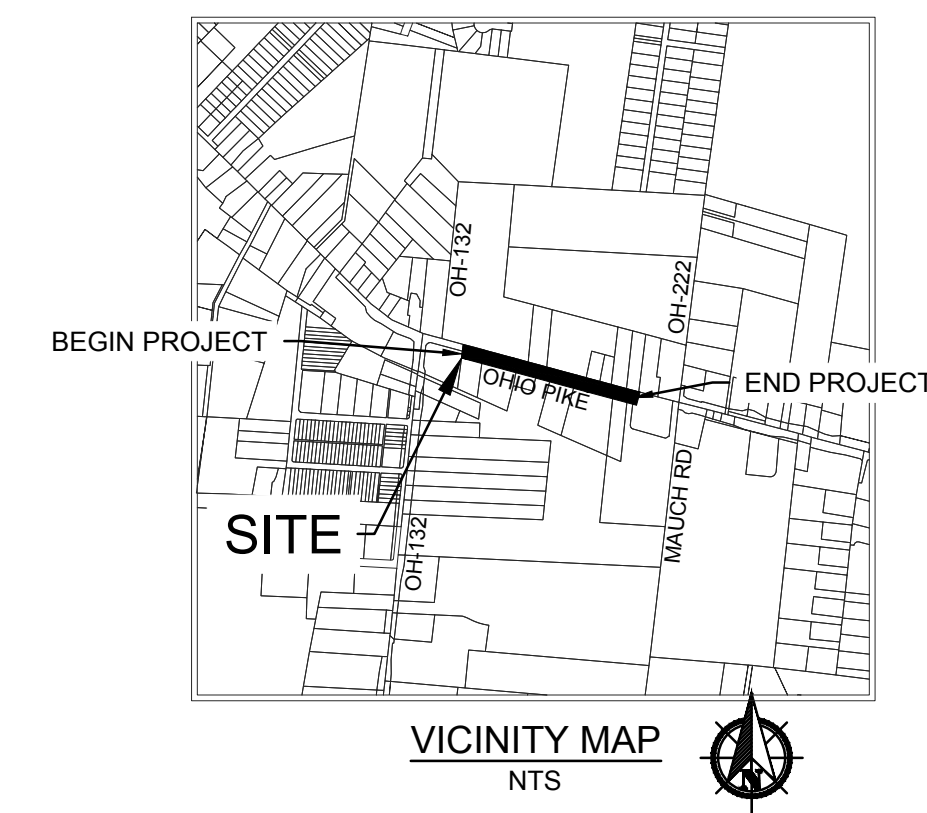 OH-132
OH-222
BEGIN PROJECT
OHIO PIKE
END PROJECT
SITE
OH-132
MAUCH RD
VICINITY MAP
NTS
N